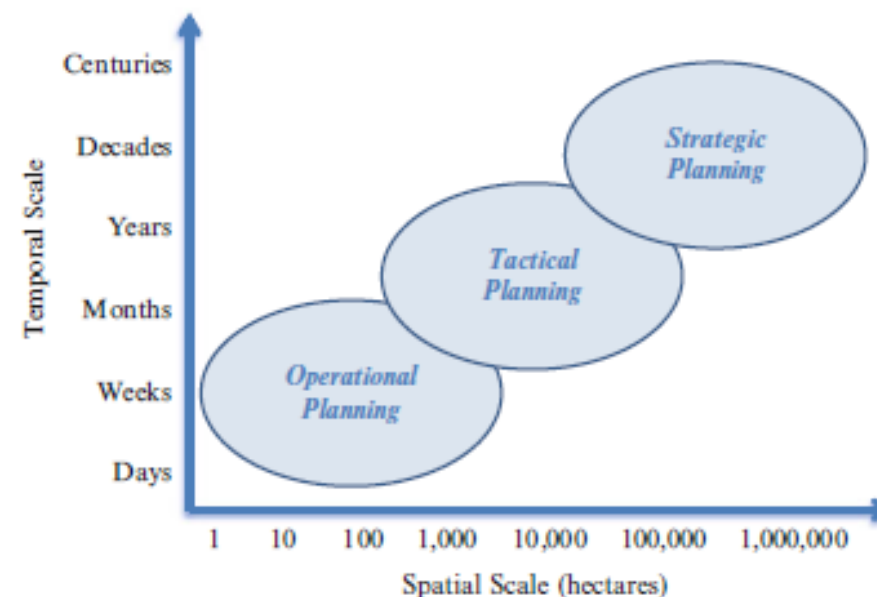 Centuries
Decades
Years
Months
Weeks
Days
Temporal Scale
Strategic
Planning
Tactical
Planning
Operational
Planning
1 10 100 1,000 10,000 100,000 1,000,000
Spatial Scale (hectares)